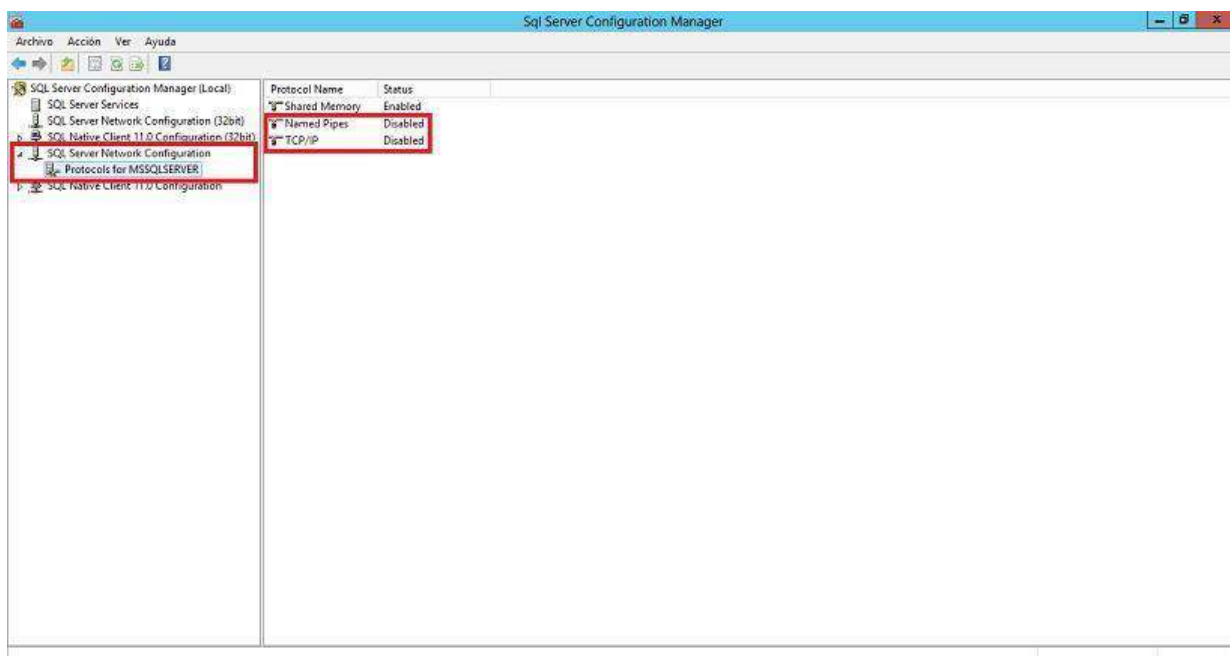 Sql Server Configuration Manager
Archivo Acción Ver Ayuda
SQL Server Configuration Manager (Local)
SQL Server Services
SQL Server Network Configuration (32bit)
SQL Native Client 11.0 Configuration (32bit)
SQL Server Network Configuration
Protocols for MSSQLSERVER
SQL Native Client 11.0 Configuration
Protocol Name Status
Shared Memory Enabled
Named Pipes Disabled
TCP/IP Disabled